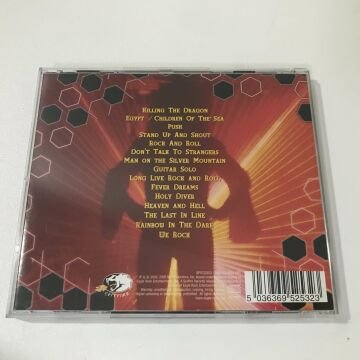 Killing The Dragon
Egypt / Children Of The Sea
Push
Stand Up And Shout
Rock And Roll
Don't Talk To Strangers
Man on the Silver Mountain
Guitar Solo
Long Live Rock and Roll
Fever Dreams
Holy Diver
Heaven and Hell
The Last In Line
Rainbow In The Dark
We Rock
SPITFIRE
5 036369 525323